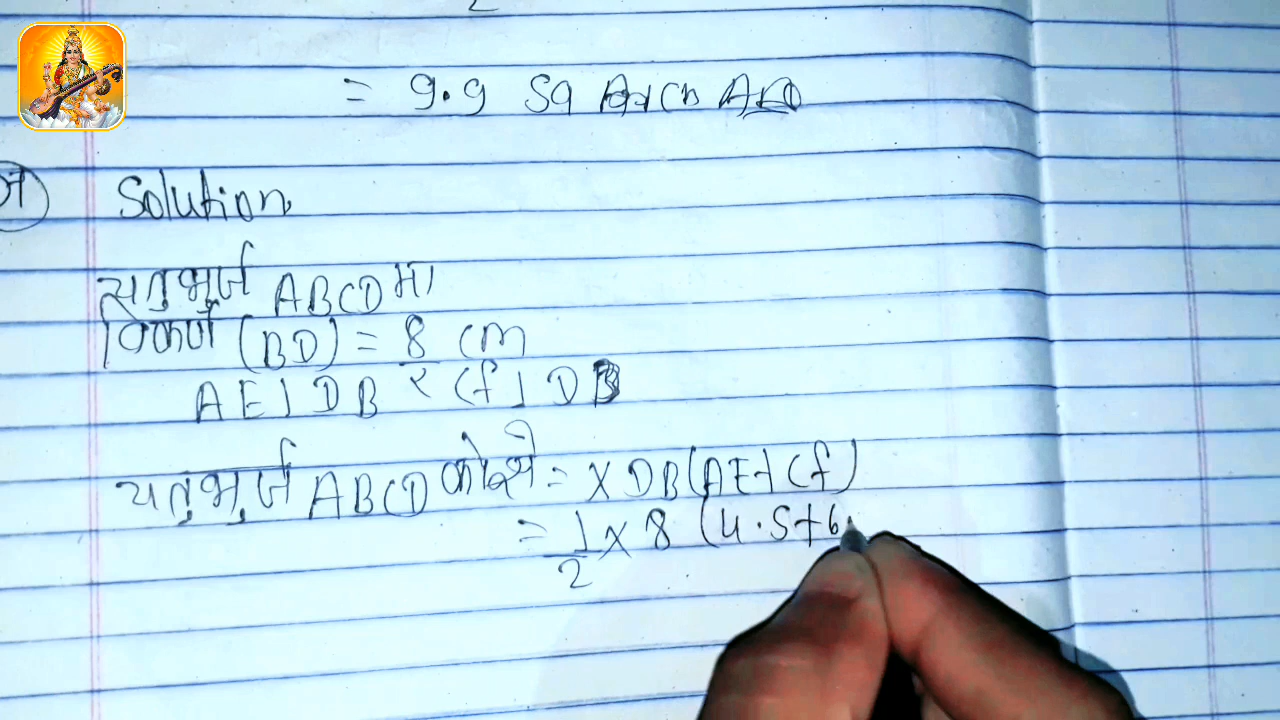 = 9.9 sq
Solution
चतुर्भुज ABCD मा
विकर्ण (BD) = 8 cm
AE⊥DB र Cf⊥DB
चतुर्भुज ABCD को क्षे = × DB(AE+Cf)
= 1/2 × 8 (4.5+6.